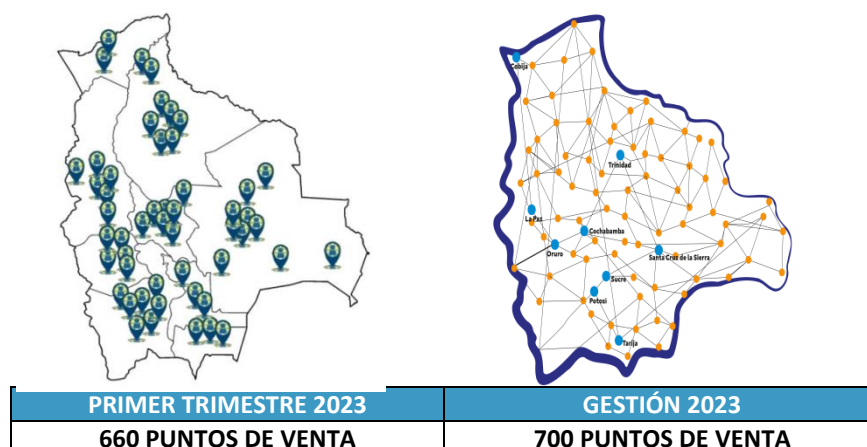 Cobija
Trinidad
La Paz
Cochabamba
Oruro
Santa Cruz de la Sierra
Sucre
Potosi
Tarija
PRIMER TRIMESTRE 2023 GESTIÓN 2023
660 PUNTOS DE VENTA 700 PUNTOS DE VENTA